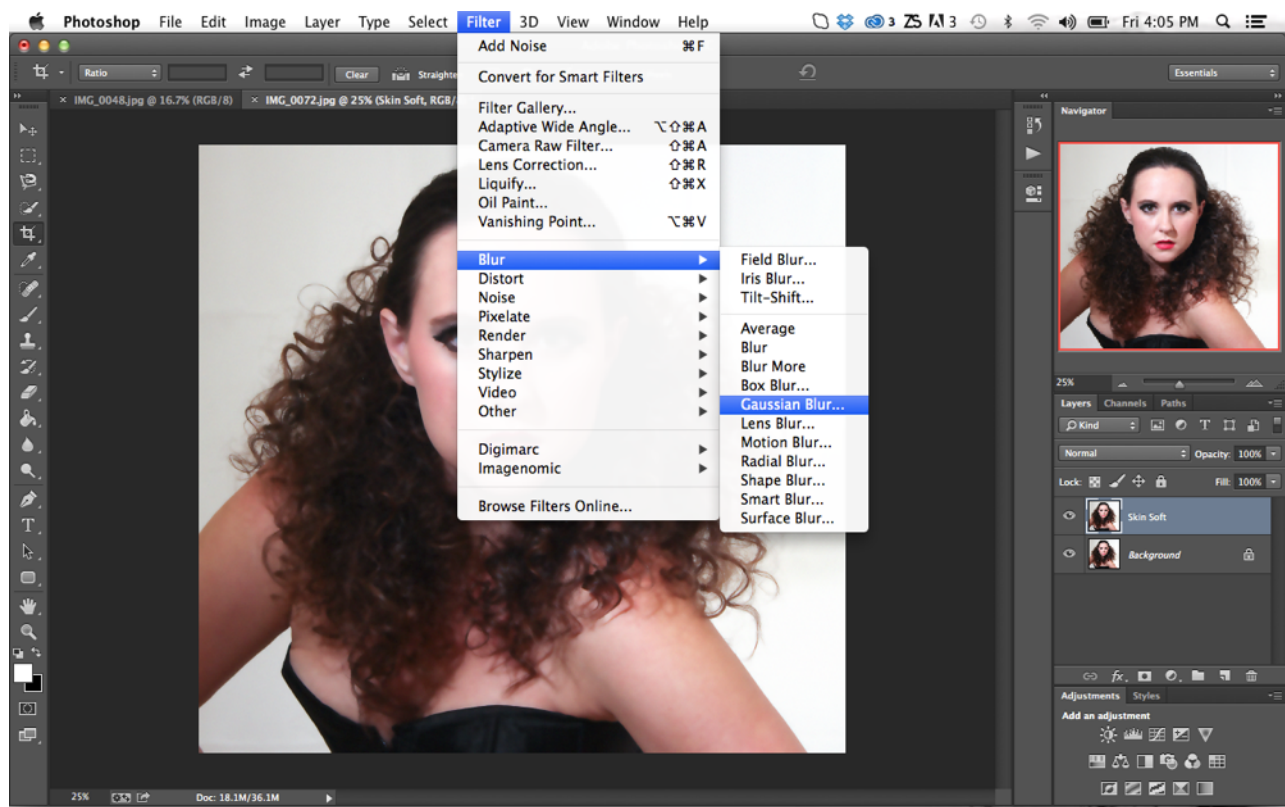 Photoshop File Edit Image Layer Type Select Filter 3D View Window Help 3 3 Fri 4:05 PM
Ratio Clear Straighte Essentials
× IMG_0048.jpg @ 16.7% (RGB/8) × IMG_0072.jpg @ 25% (Skin Soft, RGB/
Add Noise ⌘F
Convert for Smart Filters
Filter Gallery...
Adaptive Wide Angle... ⌥⇧⌘A
Camera Raw Filter... ⇧⌘A
Lens Correction... ⇧⌘R
Liquify... ⇧⌘X
Oil Paint...
Vanishing Point... ⌥⌘V
Blur
Distort
Noise
Pixelate
Render
Sharpen
Stylize
Video
Other
Digimarc
Imagenomic
Browse Filters Online...
Field Blur...
Iris Blur...
Tilt-Shift...
Average
Blur
Blur More
Box Blur...
Gaussian Blur...
Lens Blur...
Motion Blur...
Radial Blur...
Shape Blur...
Smart Blur...
Surface Blur...
Navigator
25%
Layers Channels Paths
Kind
Normal Opacity: 100%
Lock: Fill: 100%
Skin Soft
Background
Adjustments Styles
Add an adjustment
25% Doc: 18.1M/36.1M